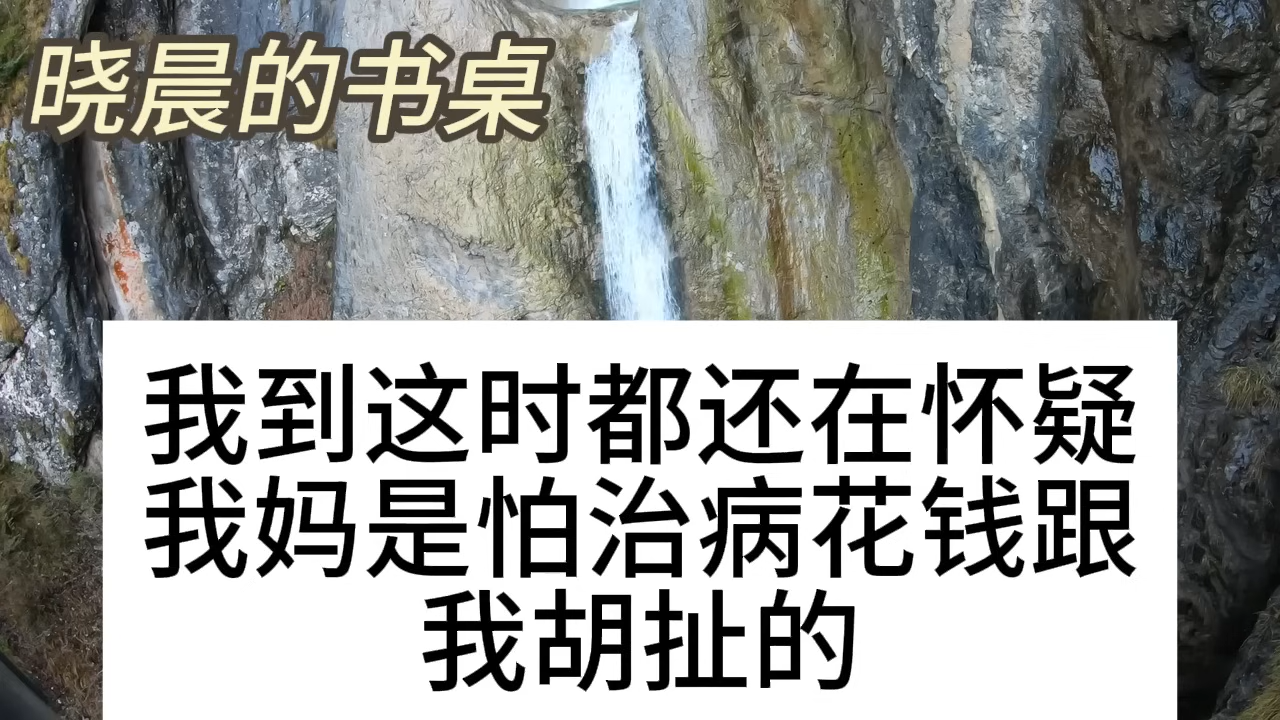 晓晨的书桌
我到这时都还在怀疑
我妈是怕治病花钱跟
我胡扯的